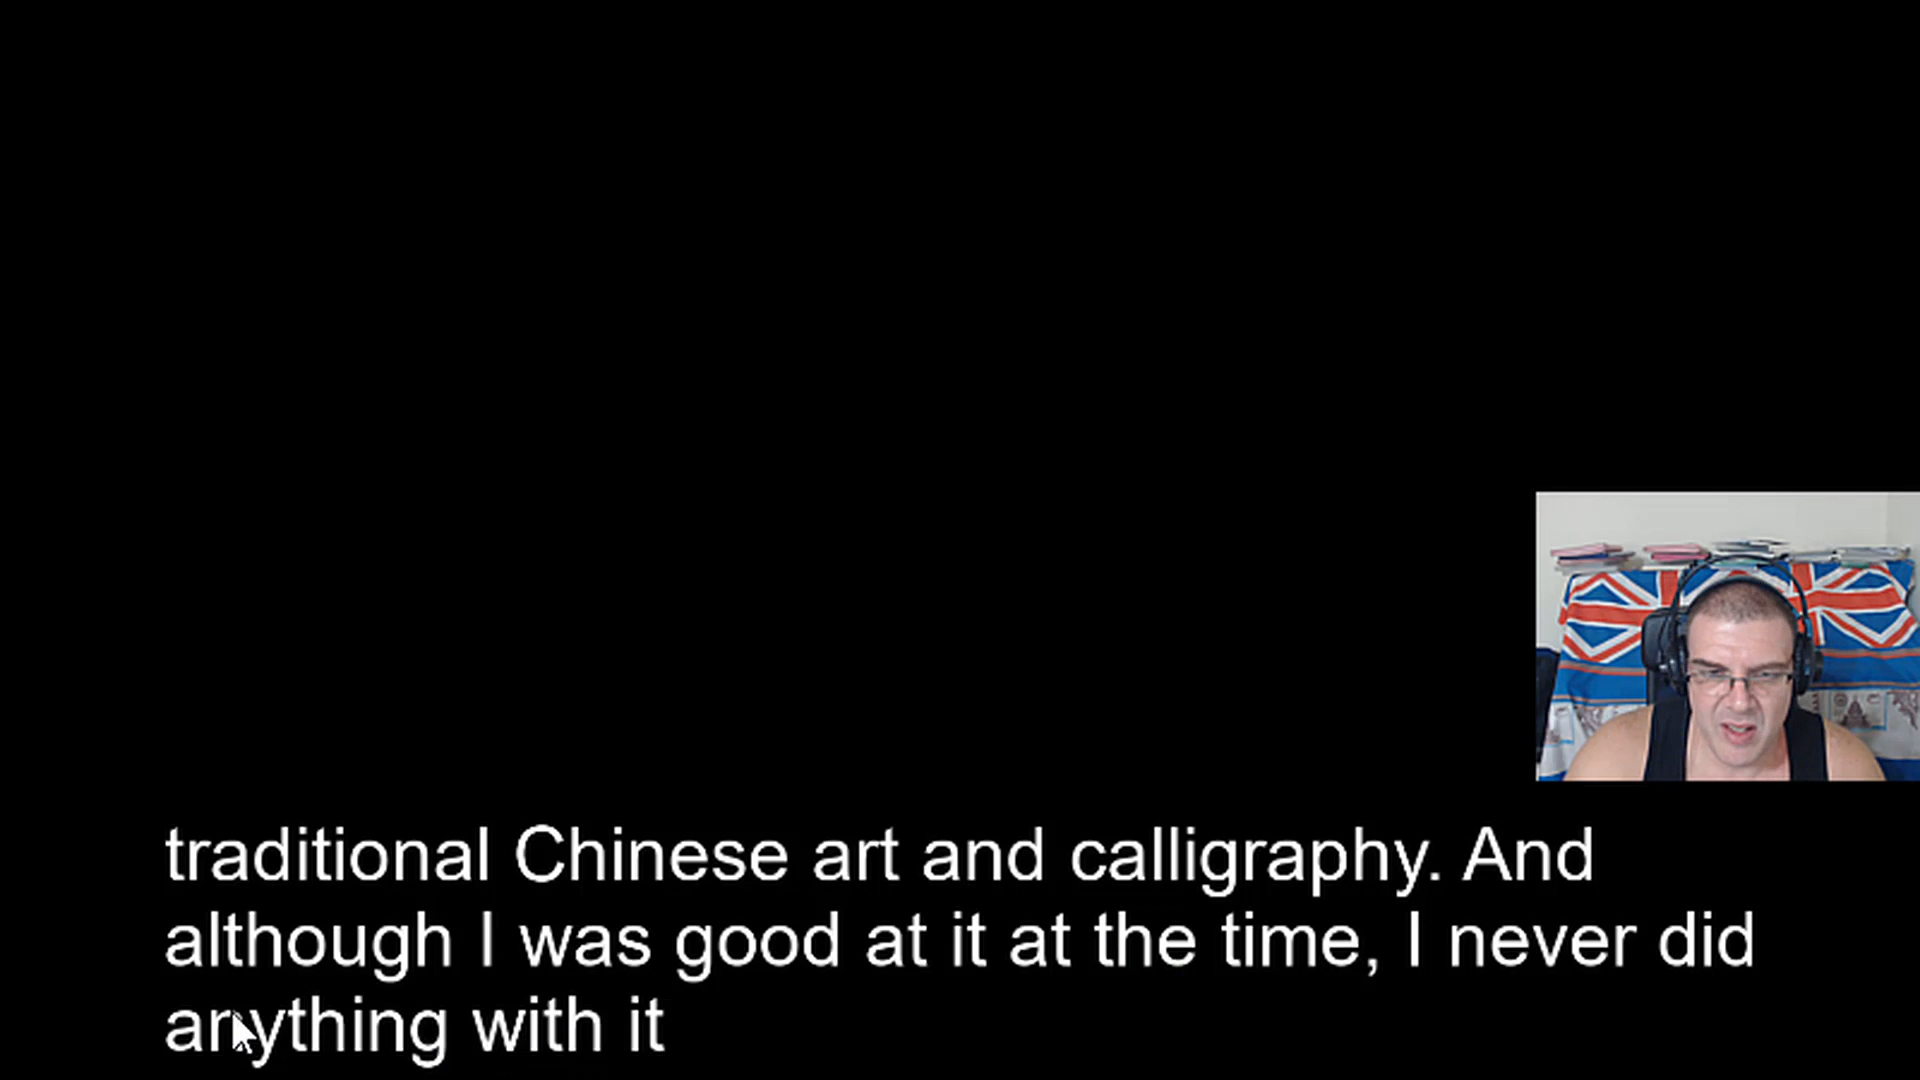 traditional Chinese art and calligraphy. And
although I was good at it at the time, I never did
anything with it